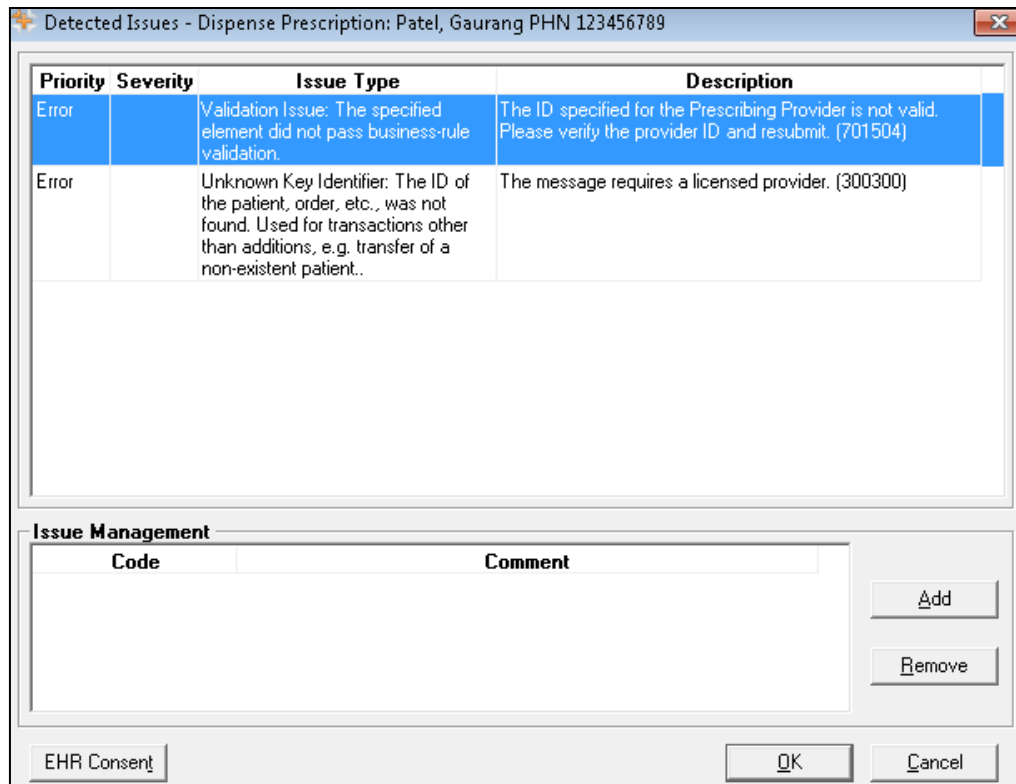 Detected Issues - Dispense Prescription: Patel, Gaurang PHN 123456789
Priority Severity Issue Type Description
Error Validation Issue: The specified The ID specified for the Prescribing Provider is not valid.
element did not pass business-rule Please verify the provider ID and resubmit. (701504)
validation.
Error Unknown Key Identifier: The ID of The message requires a licensed provider. (300300)
the patient, order, etc., was not
found. Used for transactions other
than additions, e.g. transfer of a
non-existent patient..
Issue Management
Code Comment
Add
Remove
EHR Consent OK Cancel